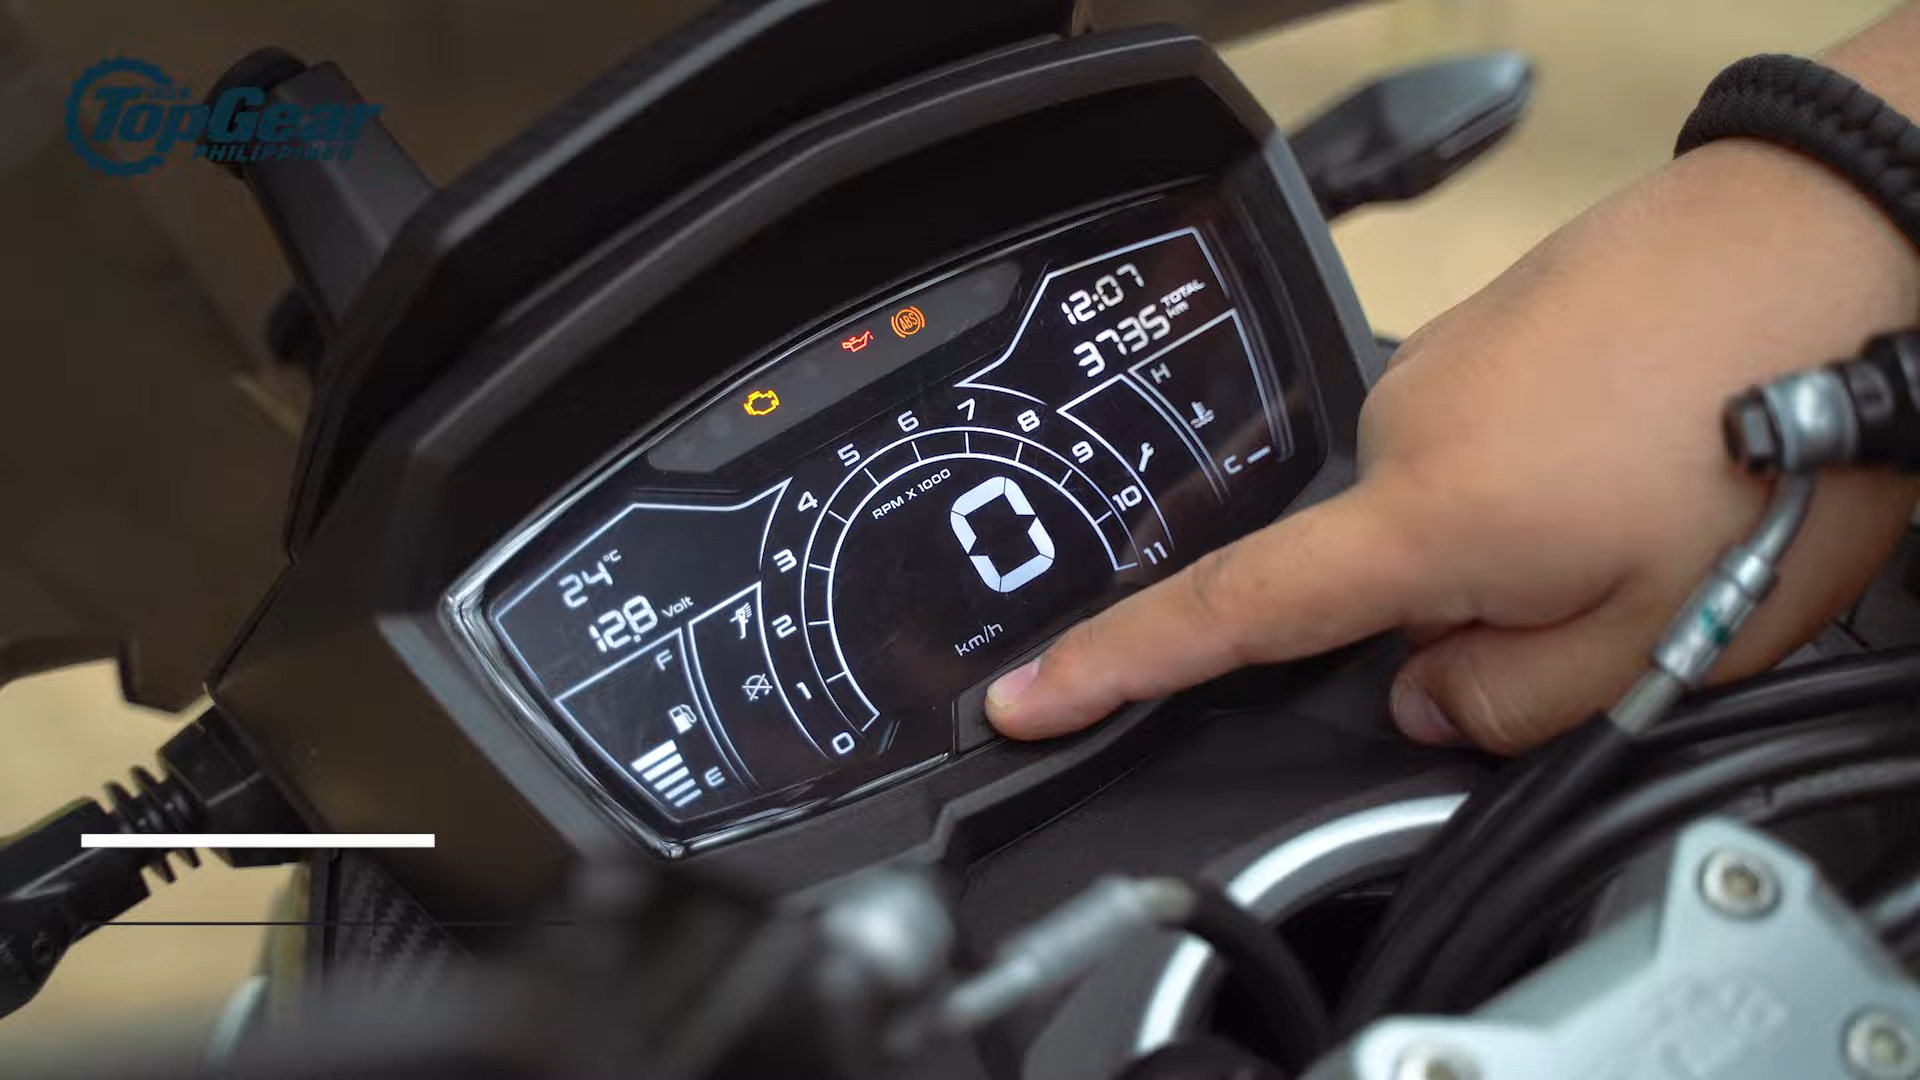 TopGear
PHILIPPINES
ABS
12:07
3735 TOTAL km
H
C
24°C
12.8 Volt
F
E
RPM X 1000
0
1
2
3
4
5
6
7
8
9
10
11
0
km/h